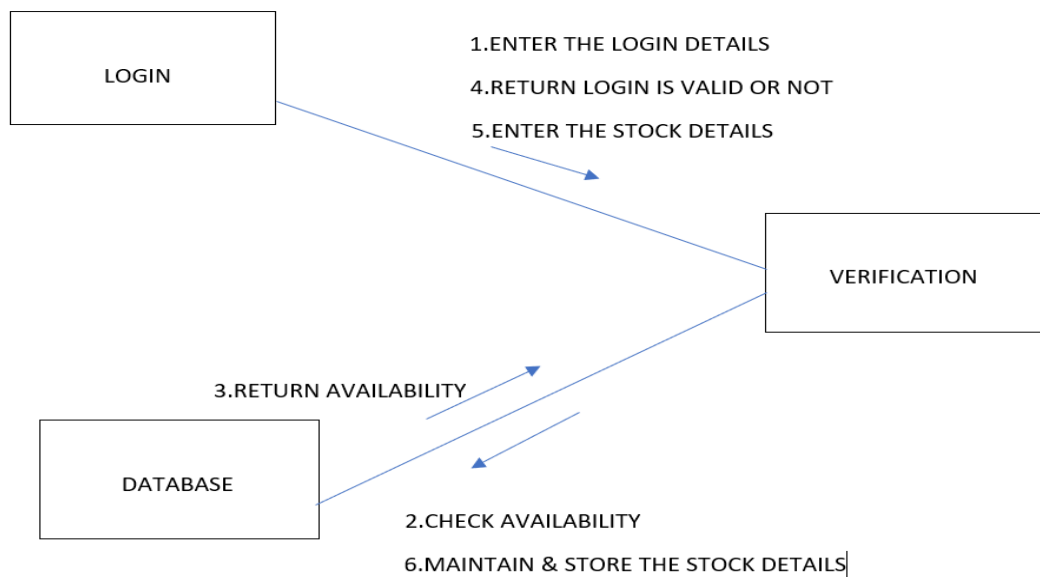 1.ENTER THE LOGIN DETAILS
LOGIN
4.RETURN LOGIN IS VALID OR NOT
5.ENTER THE STOCK DETAILS
VERIFICATION
3.RETURN AVAILABILITY
DATABASE
2.CHECK AVAILABILITY
6.MAINTAIN & STORE THE STOCK DETAILS